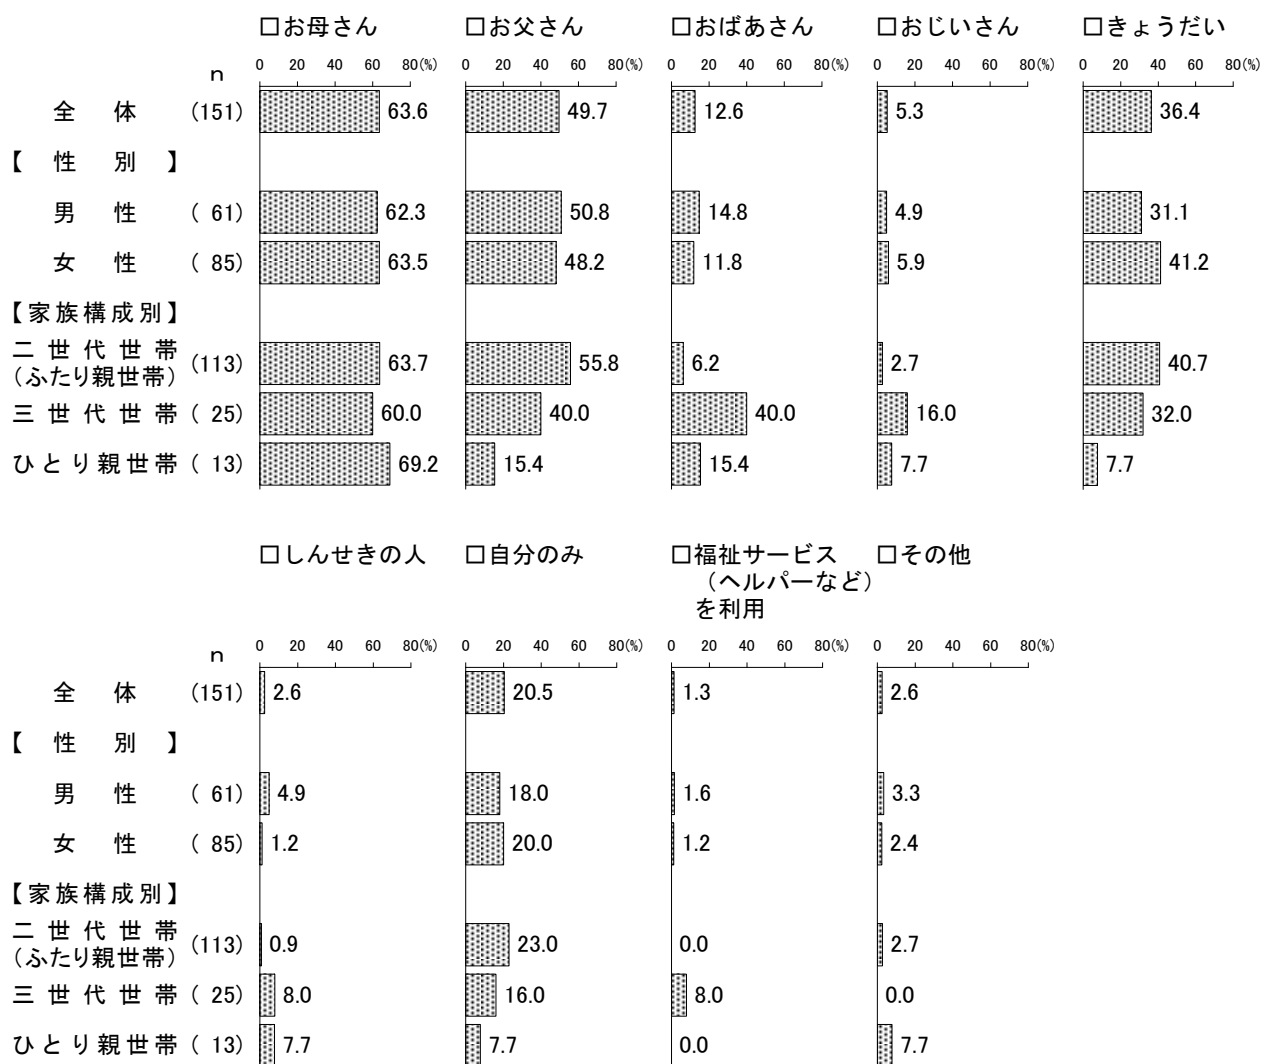 □お母さん □お父さん □おばあさん □おじいさん □きょうだい
n 0 20 40 60 80(%) 0 20 40 60 80(%) 0 20 40 60 80(%) 0 20 40 60 80(%) 0 20 40 60 80(%)
全体 (151) 63.6 49.7 12.6 5.3 36.4
【性別】
男性 ( 61) 62.3 50.8 14.8 4.9 31.1
女性 ( 85) 63.5 48.2 11.8 5.9 41.2
【家族構成別】
二世代世帯
(ふたり親世帯) (113) 63.7 55.8 6.2 2.7 40.7
三世代世帯 ( 25) 60.0 40.0 40.0 16.0 32.0
ひとり親世帯 ( 13) 69.2 15.4 15.4 7.7 7.7
□しんせきの人 □自分のみ □福祉サービス □その他
(ヘルパーなど)
を利用
n 0 20 40 60 80(%) 0 20 40 60 80(%) 0 20 40 60 80(%) 0 20 40 60 80(%)
全体 (151) 2.6 20.5 1.3 2.6
【性別】
男性 ( 61) 4.9 18.0 1.6 3.3
女性 ( 85) 1.2 20.0 1.2 2.4
【家族構成別】
二世代世帯
(ふたり親世帯) (113) 0.9 23.0 0.0 2.7
三世代世帯 ( 25) 8.0 16.0 8.0 0.0
ひとり親世帯 ( 13) 7.7 7.7 0.0 7.7